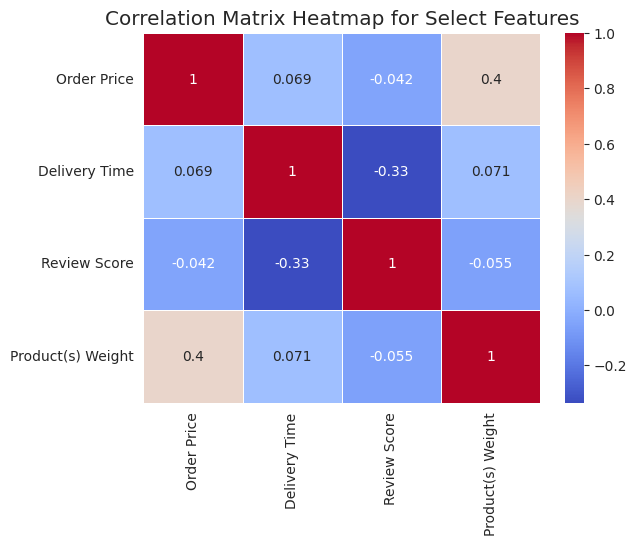 Correlation Matrix Heatmap for Select Features
Order Price
1
0.069
-0.042
0.4
Delivery Time
0.069
1
-0.33
0.071
Review Score
-0.042
-0.33
1
-0.055
Product(s) Weight
0.4
0.071
-0.055
1
Order Price
Delivery Time
Review Score
Product(s) Weight
1.0
0.8
0.6
0.4
0.2
0.0
−0.2